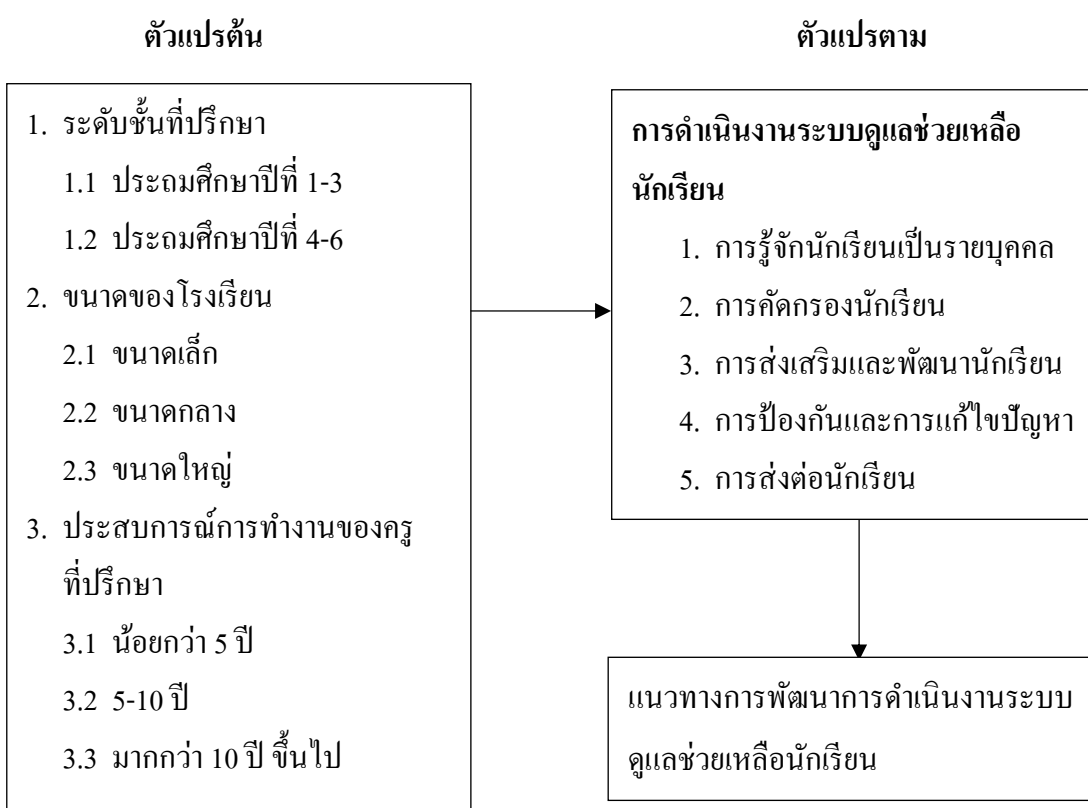 ตัวแปรต้น
1. ระดับชั้นที่ปรึกษา
1.1 ประถมศึกษาปีที่ 1-3
1.2 ประถมศึกษาปีที่ 4-6
2. ขนาดของโรงเรียน
2.1 ขนาดเล็ก
2.2 ขนาดกลาง
2.3 ขนาดใหญ่
3. ประสบการณ์การทำงานของครู
ที่ปรึกษา
3.1 น้อยกว่า 5 ปี
3.2 5-10 ปี
3.3 มากกว่า 10 ปี ขึ้นไป
ตัวแปรตาม
การดำเนินงานระบบดูแลช่วยเหลือ
นักเรียน
1. การรู้จักนักเรียนเป็นรายบุคคล
2. การคัดกรองนักเรียน
3. การส่งเสริมและพัฒนานักเรียน
4. การป้องกันและการแก้ไขปัญหา
5. การส่งต่อนักเรียน
แนวทางการพัฒนาการดำเนินงานระบบ
ดูแลช่วยเหลือนักเรียน